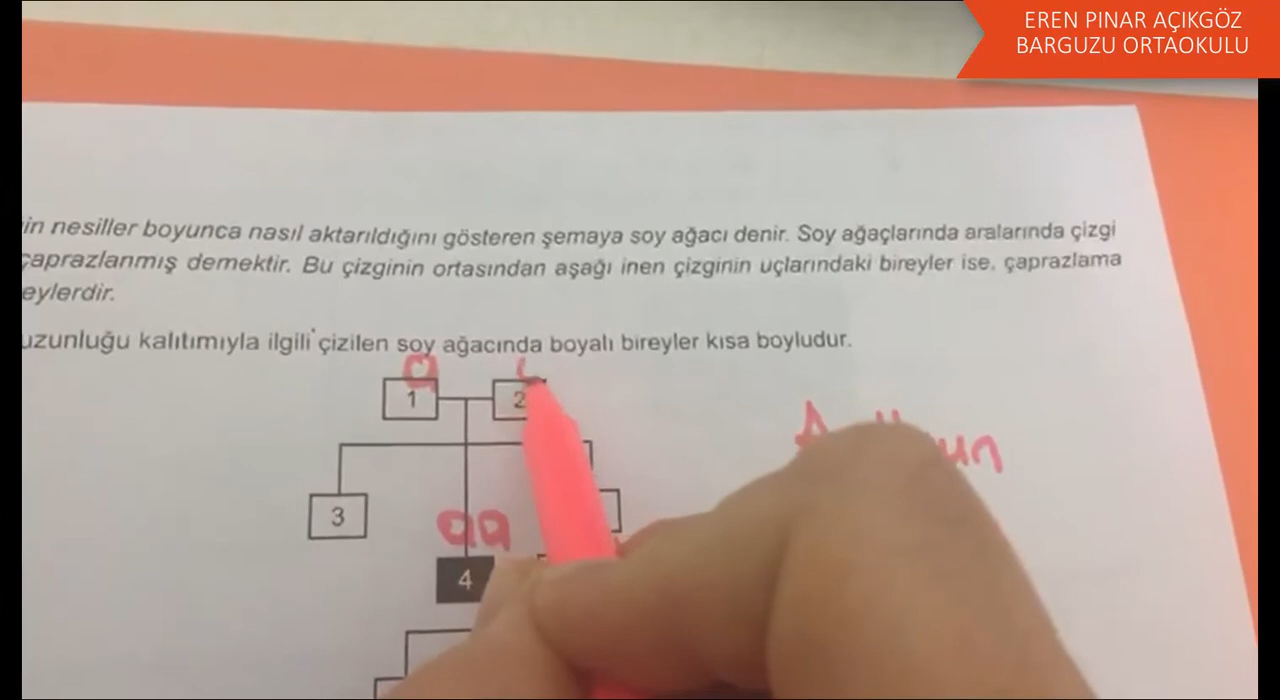 EREN PINAR AÇIKGÖZ
BARGUZU ORTAOKULU
in nesiller boyunca nasıl aktarıldığını gösteren şemaya soy ağacı denir. Soy ağaçlarında aralarında çizgi
çaprazlanmış demektir. Bu çizginin ortasından aşağı inen çizginin uçlarındaki bireyler ise, çaprazlama
eylerdir.
uzunluğu kalıtımıyla ilgili çizilen soy ağacında boyalı bireyler kısa boyludur.
a
1 2
A un
3
aa
4